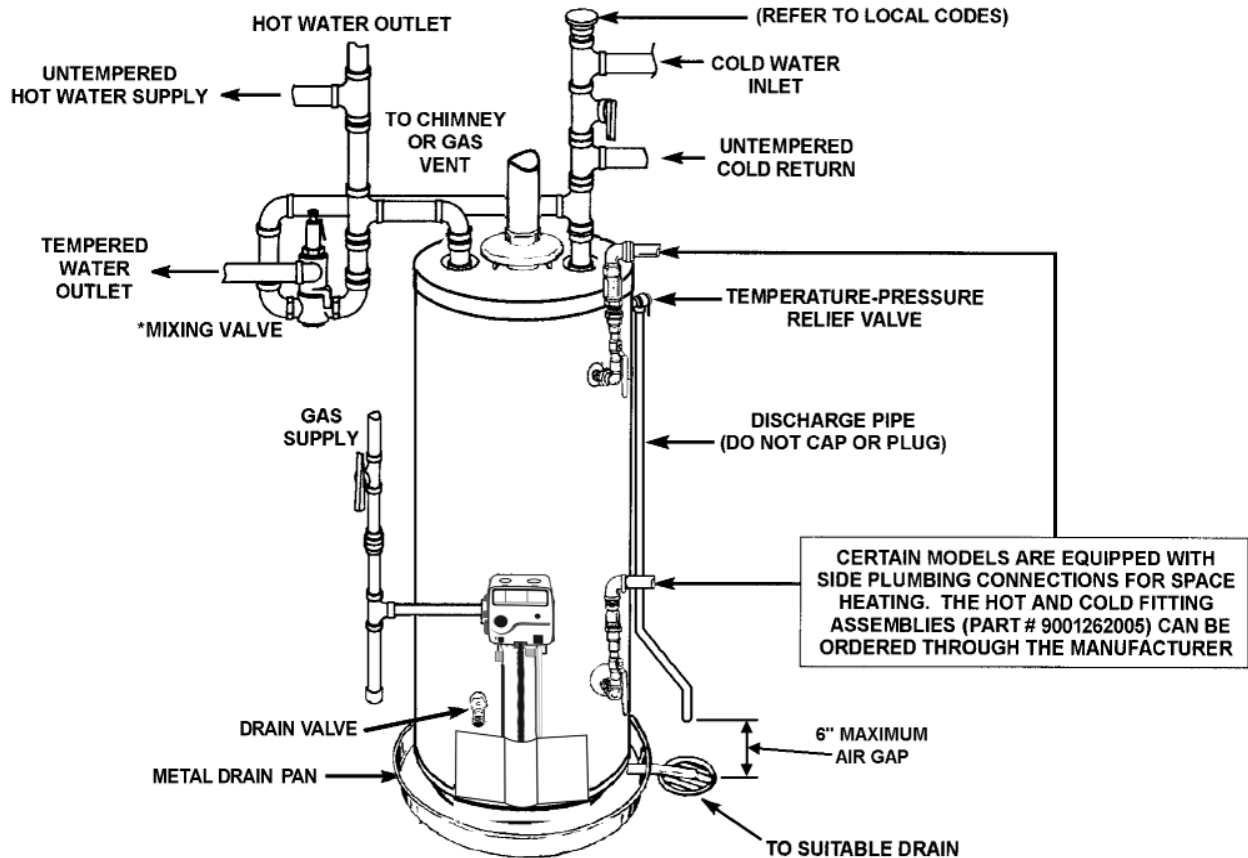 HOT WATER OUTLET
(REFER TO LOCAL CODES)
UNTEMPERED
HOT WATER SUPPLY
COLD WATER
INLET
TO CHIMNEY
OR GAS
VENT
UNTEMPERED
COLD RETURN
TEMPERED
WATER
OUTLET
*MIXING VALVE
TEMPERATURE-PRESSURE
RELIEF VALVE
GAS
SUPPLY
DISCHARGE PIPE
(DO NOT CAP OR PLUG)
CERTAIN MODELS ARE EQUIPPED WITH
SIDE PLUMBING CONNECTIONS FOR SPACE
HEATING. THE HOT AND COLD FITTING
ASSEMBLIES (PART # 9001262005) CAN BE
ORDERED THROUGH THE MANUFACTURER
DRAIN VALVE
6" MAXIMUM
AIR GAP
METAL DRAIN PAN
TO SUITABLE DRAIN